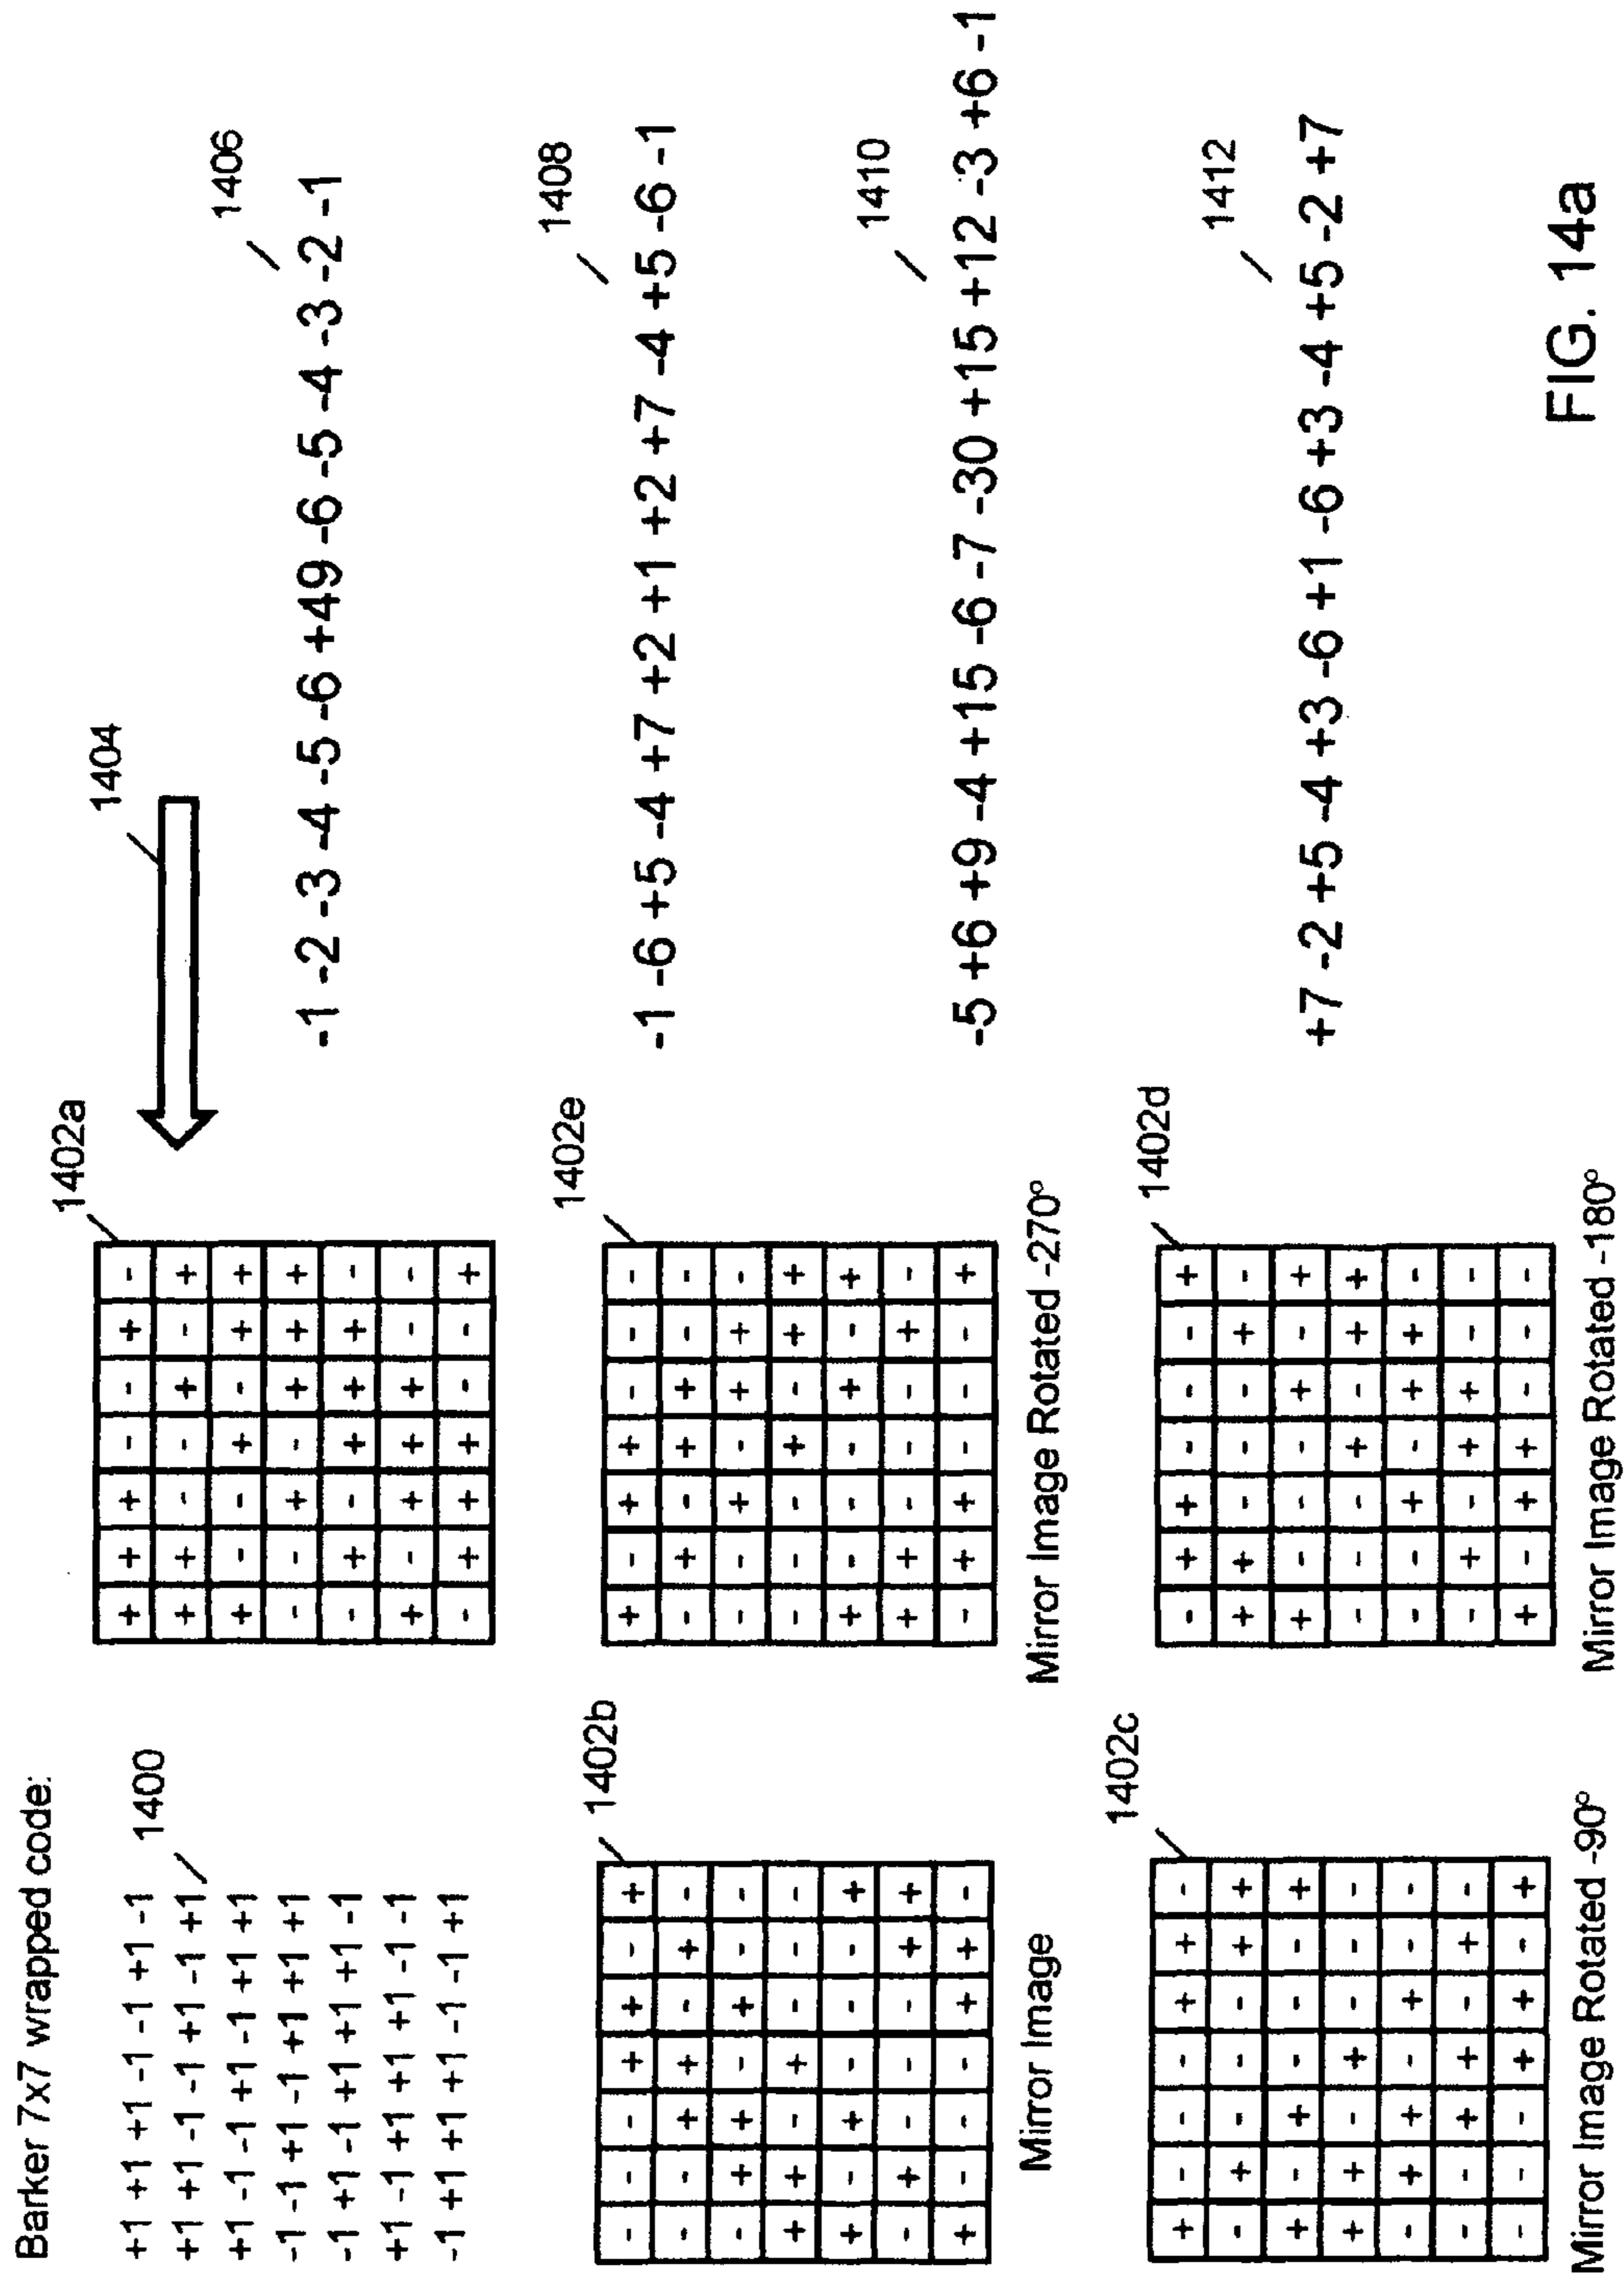 Barker 7x7 wrapped code:
+1 +1 +1 -1 -1 +1 -1
+1 +1 -1 -1 +1 -1 +1
+1 -1 -1 +1 -1 +1 +1
-1 -1 +1 -1 +1 +1 +1
-1 +1 -1 +1 +1 +1 -1
+1 -1 +1 +1 +1 -1 -1
-1 +1 +1 +1 -1 -1 +1
1400
1402a
+ + + - - + -
+ + - - + - +
+ - - + - + +
- - + - + + +
- + - + + + -
+ - + + + - -
- + + + - - +
1404
1406
-1 -2 -3 -4 -5 -6 +49 -6 -5 -4 -3 -2 -1
1402b
- - - + + - +
- - + + - + -
- + + - + - -
+ + - + - - -
+ - + - - - +
- + - - - + +
+ - - - + + -
Mirror Image
1402e
+ - + + - - -
- + - + + - -
- - + - + + -
- - - + - + +
+ - - - + - +
+ + - - - + -
- + + - - - +
Mirror Image Rotated -270°
1408
-1 -6 +5 -4 +7 +2 +1 +2 +7 -4 +5 -6 -1
1402c
+ - - - + + -
- + - - - + +
+ - + - - - +
+ + - + - - -
- + + - + - -
- - + + - + -
- - - + + - +
Mirror Image Rotated -90°
1402d
- + + - - - +
+ + - - - + -
+ - - - + - +
- - - + - + +
- - + - + + -
- + - + + - -
+ - + + - - -
Mirror Image Rotated -180°
1410
-5 +6 +9 -4 +15 -6 -7 -30 +15 +12 -3 +6 -1
1412
+7 -2 +5 -4 +3 -6 +1 -6 +3 -4 +5 -2 +7
FIG. 14a